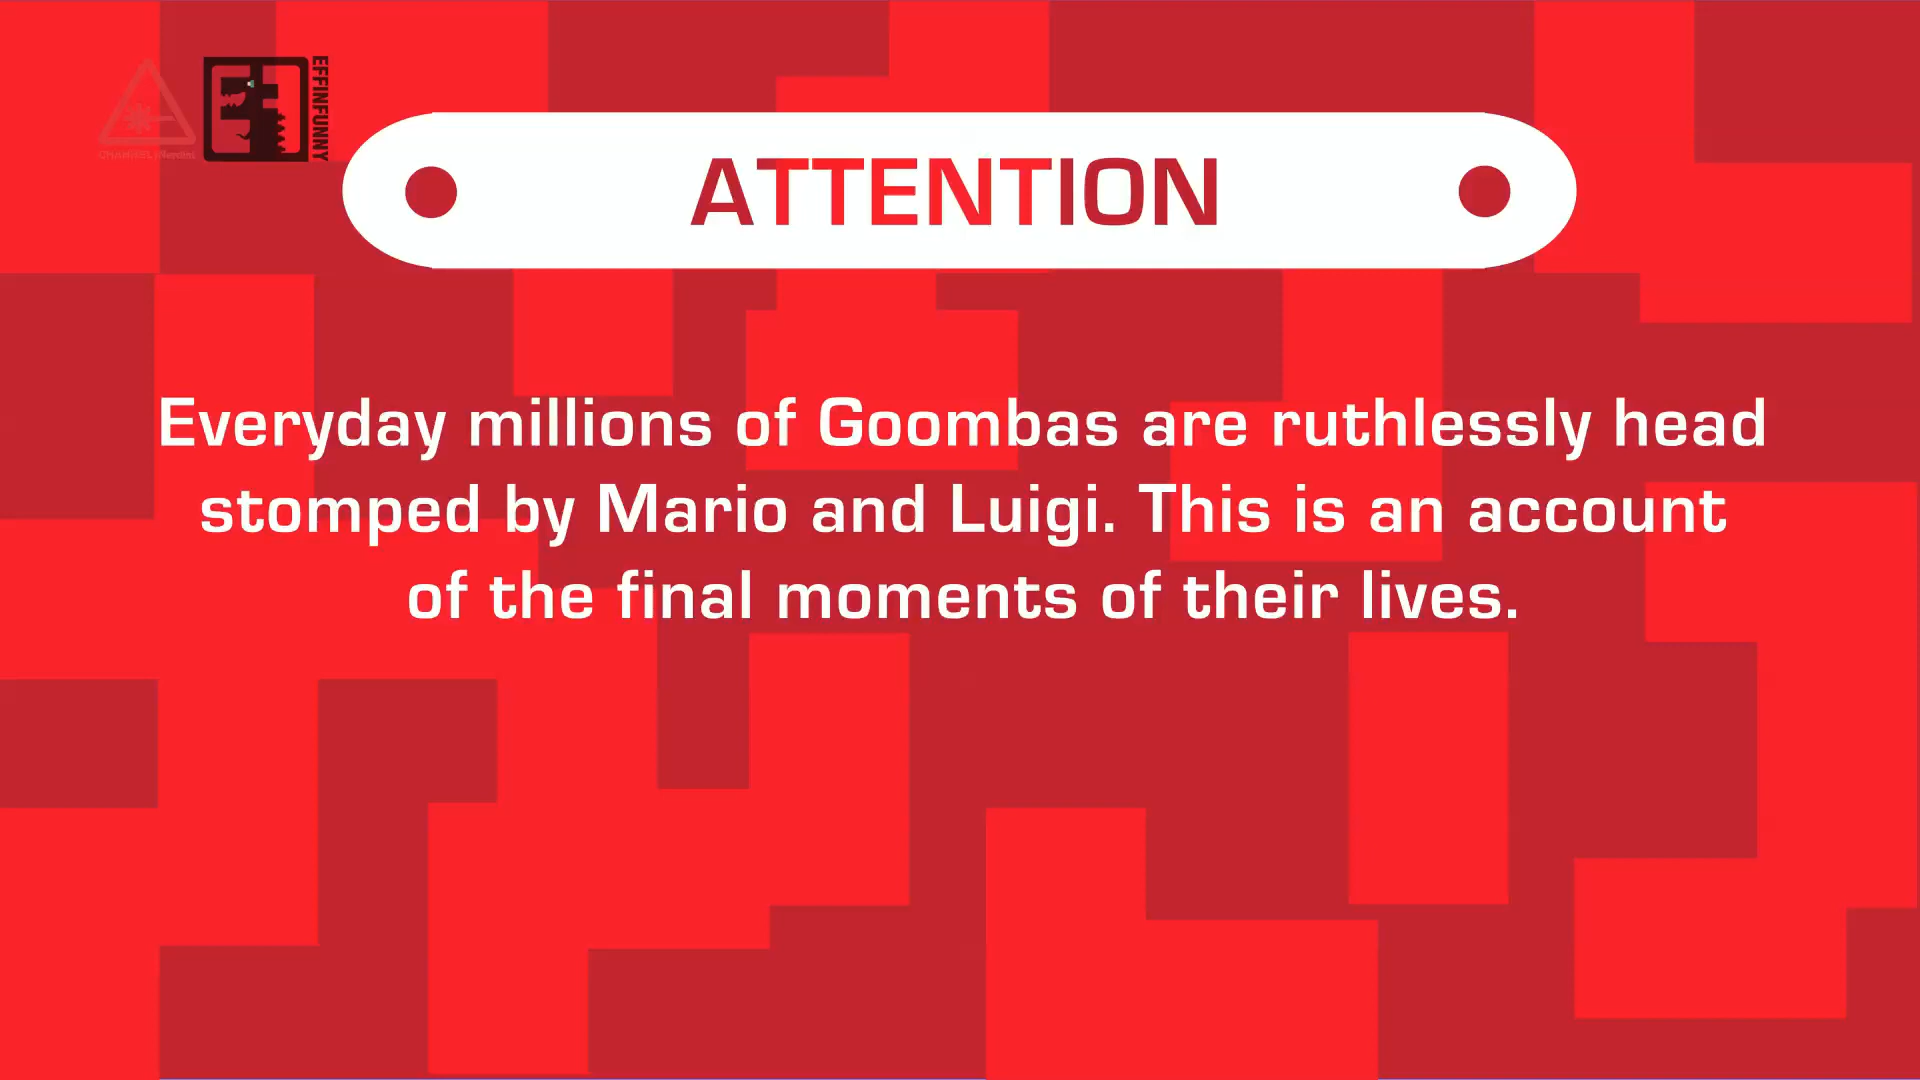 EFFINFUNNY
ATTENTION
Everyday millions of Goombas are ruthlessly head
stomped by Mario and Luigi. This is an account
of the final moments of their lives.